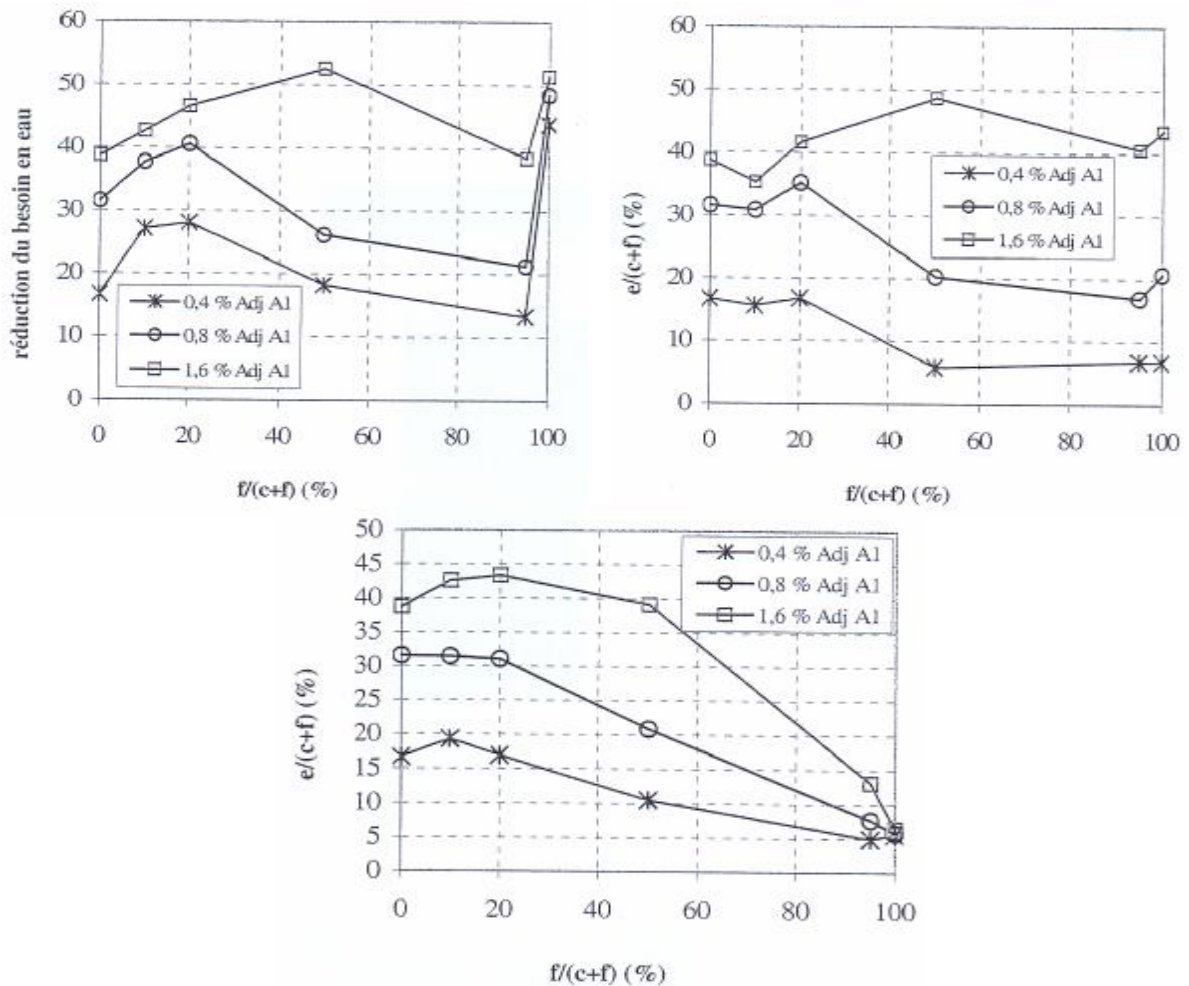 réduction du besoin en eau
60
50
40
30
20
10
0
0,4 % Adj A1
0,8 % Adj A1
1,6 % Adj A1
0 20 40 60 80 100
f/(c+f) (%)
e/(c+f) (%)
60
50
40
30
20
10
0
0,4 % Adj A1
0,8 % Adj A1
1,6 % Adj A1
0 20 40 60 80 100
f/(c+f) (%)
e/(c+f) (%)
50
45
40
35
30
25
20
15
10
5
0
0,4 % Adj A1
0,8 % Adj A1
1,6 % Adj A1
0 20 40 60 80 100
f/(c+f) (%)